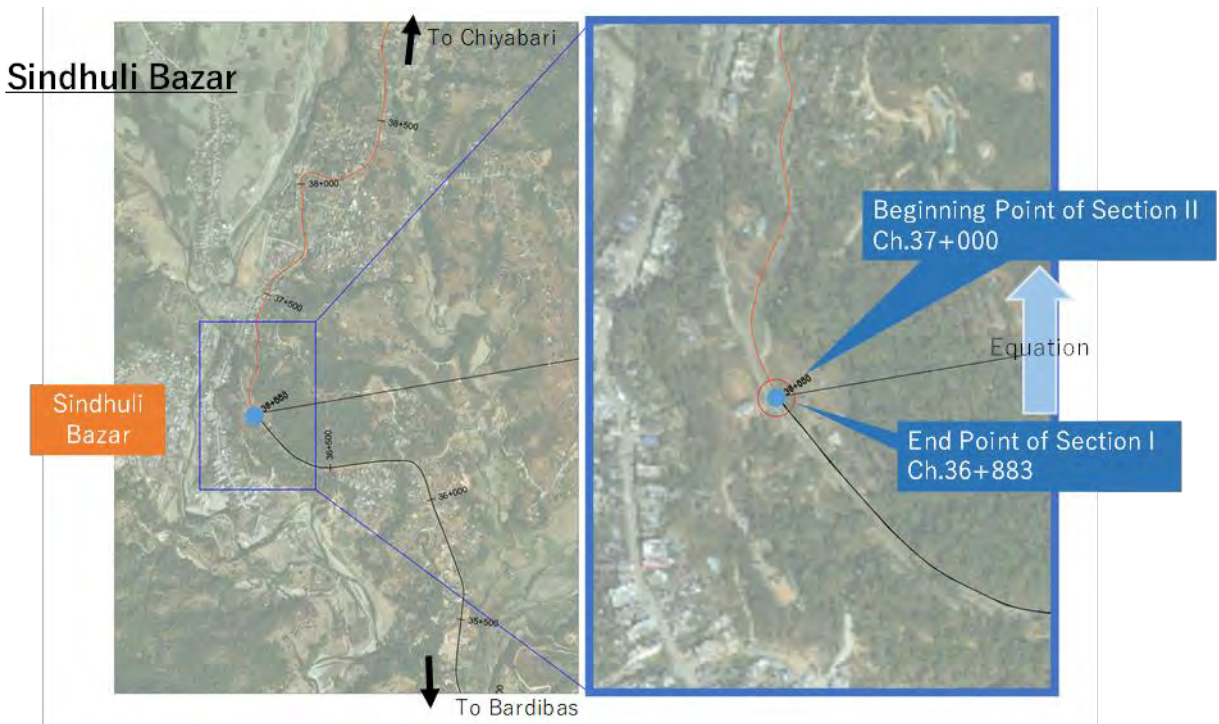 To Chiyabari
Sindhuli Bazar
38+500
38+000
37+500
Sindhuli
Bazar
36+500
36+000
35+500
To Bardibas
Beginning Point of Section II
Ch.37+000
Equation
End Point of Section I
Ch.36+883